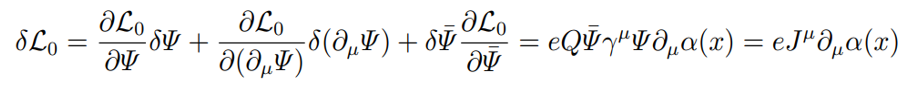 δℒ₀ = ∂ℒ₀/∂Ψ δΨ + ∂ℒ₀/∂(∂_μΨ) δ(∂_μΨ) + δΨ̄ ∂ℒ₀/∂Ψ̄ = eQΨ̄γ^μΨ∂_μα(x) = eJ^μ∂_μα(x)